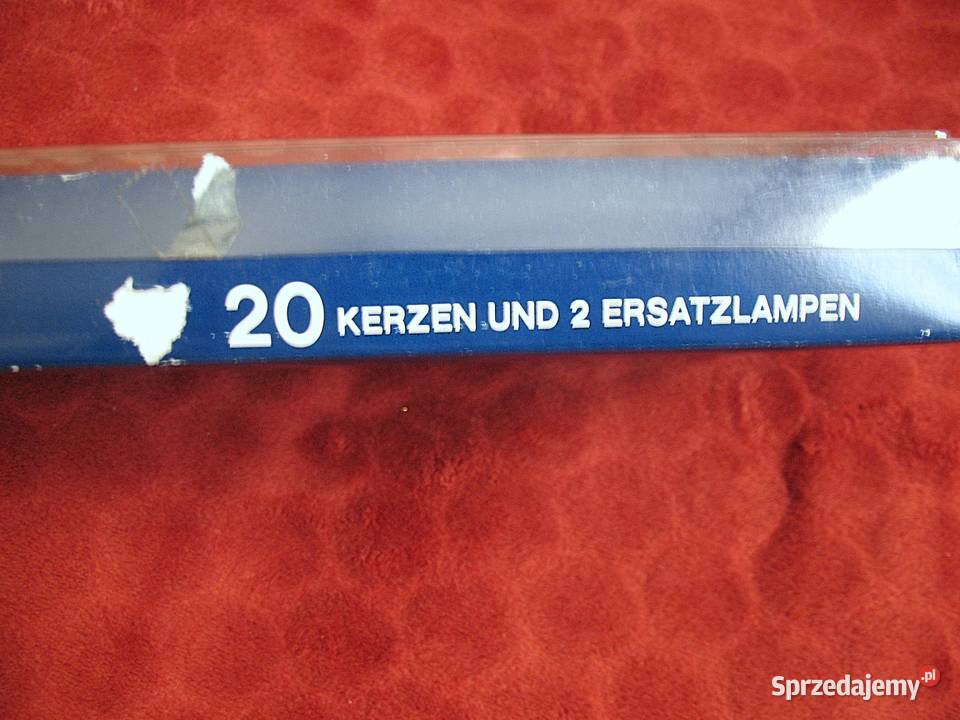 20 KERZEN UND 2 ERSATZLAMPEN
Sprzedajemy.pl